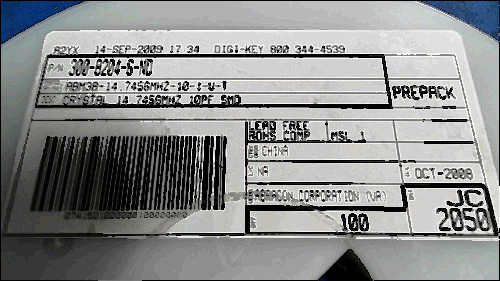 82YX 14-SEP-2009 17 34 DIGI-KEY 800 344-4539
P/N 300-8204-6-ND
ABM3B-14.7456MHZ-10-1-U-T
CRYSTAL 14.7456MHZ 10PF SMD
PREPACK
LEAD FREE
ROHS COMP MSL 1
CHINA
NA
OCT-2008
ABRACON CORPORATION (VA)
JC
100
2050